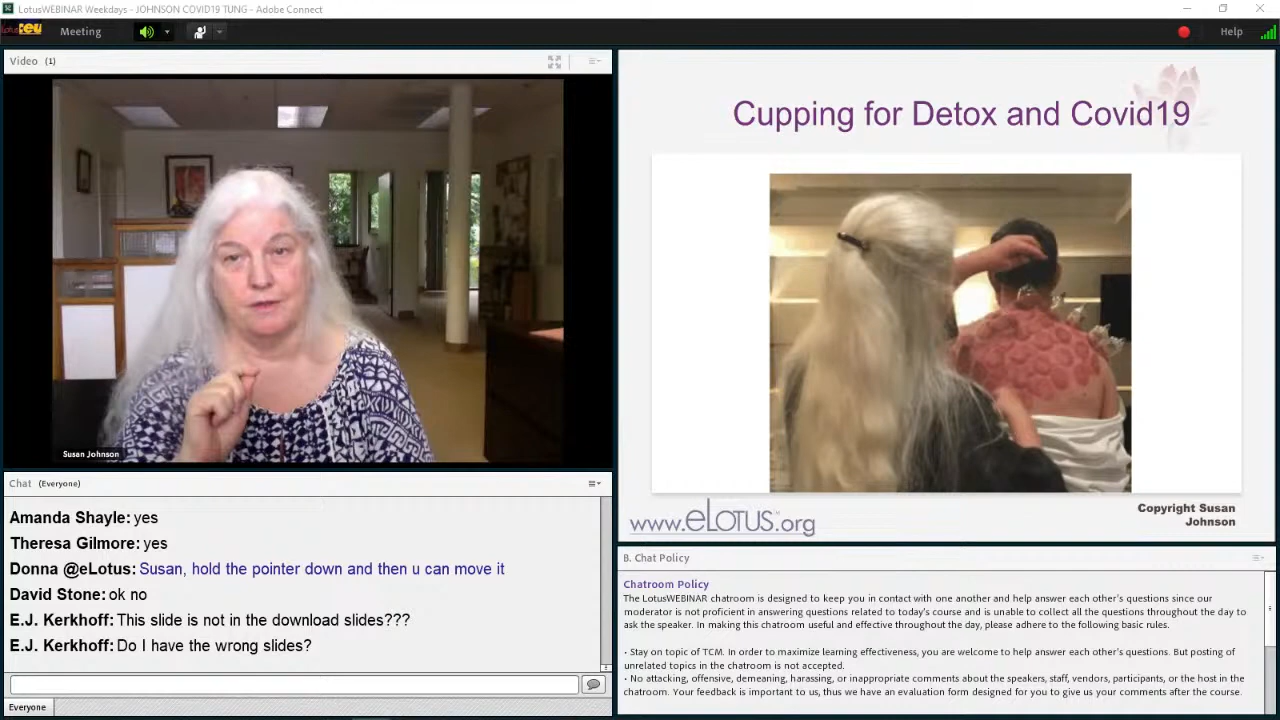 LotusWEBINAR Weekdays - JOHNSON COVID19 TUNG - Adobe Connect
Meeting
Help
Video (1)
Susan Johnson
Cupping for Detox and Covid19
www.eLOTUS.org
Copyright Susan
Johnson
Chat (Everyone)
Amanda Shayle: yes
Theresa Gilmore: yes
Donna @eLotus: Susan, hold the pointer down and then u can move it
David Stone: ok no
E.J. Kerkhoff: This slide is not in the download slides???
E.J. Kerkhoff: Do I have the wrong slides?
Everyone
B. Chat Policy
Chatroom Policy
The LotusWEBINAR chatroom is designed to keep you in contact with one another and help answer each other's questions since our
moderator is not proficient in answering questions related to today's course and is unable to collect all the questions throughout the day to
ask the speaker. In making this chatroom useful and effective throughout the day, please adhere to the following basic rules.
• Stay on topic of TCM. In order to maximize learning effectiveness, you are welcome to help answer each other's questions. But posting of
unrelated topics in the chatroom is not accepted.
• No attacking, offensive, demeaning, harassing, or inappropriate comments about the speakers, staff, vendors, participants, or the host in the
chatroom. Your feedback is important to us, thus we have an evaluation form designed for you to give us your comments after the course.